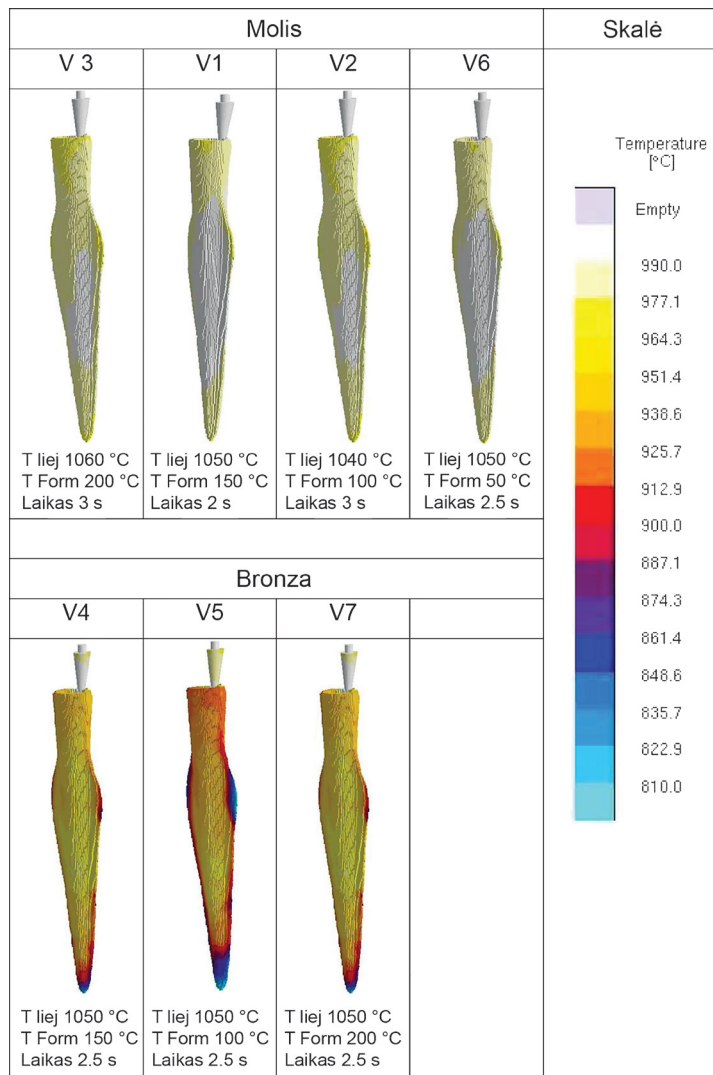 Molis
Skalė
V 3
V1
V2
V6
T liej 1060 °C
T Form 200 °C
Laikas 3 s
T liej 1050 °C
T Form 150 °C
Laikas 2 s
T liej 1040 °C
T Form 100 °C
Laikas 3 s
T liej 1050 °C
T Form 50 °C
Laikas 2.5 s
Bronza
V4
V5
V7
T liej 1050 °C
T Form 150 °C
Laikas 2.5 s
T liej 1050 °C
T Form 100 °C
Laikas 2.5 s
T liej 1050 °C
T Form 200 °C
Laikas 2.5 s
Temperature
[°C]
Empty
990.0
977.1
964.3
951.4
938.6
925.7
912.9
900.0
887.1
874.3
861.4
848.6
835.7
822.9
810.0